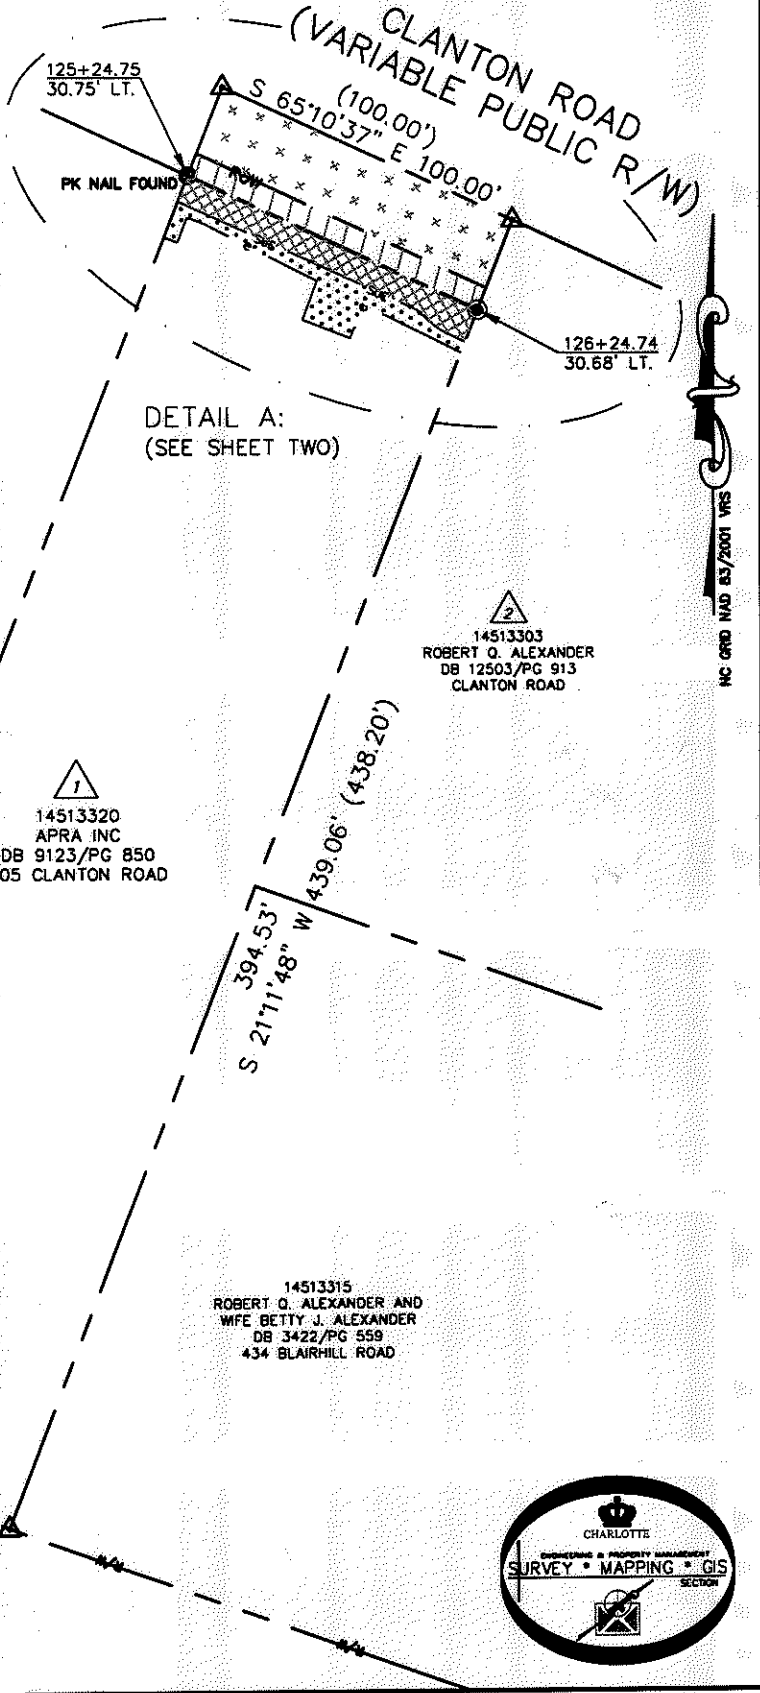 CLANTON ROAD
(VARIABLE PUBLIC R/W)
125+24.75
30.75' LT.
(100.00')
S 65°10'37" E 100.00'
PK NAIL FOUND
ROW
126+24.74
30.68' LT.
DETAIL A:
(SEE SHEET TWO)
NC GRID NAD 83/2001 VRS
2
14513303
ROBERT Q. ALEXANDER
DB 12503/PG 913
CLANTON ROAD
1
14513320
APRA INC
DB 9123/PG 850
05 CLANTON ROAD
394.53'
S 21°11'48" W 439.06' (438.20')
14513315
ROBERT Q. ALEXANDER AND
WIFE BETTY J. ALEXANDER
DB 3422/PG 559
434 BLAIRHILL ROAD
CHARLOTTE
ENGINEERING & PROPERTY MANAGEMENT
SURVEY * MAPPING * GIS
SECTION